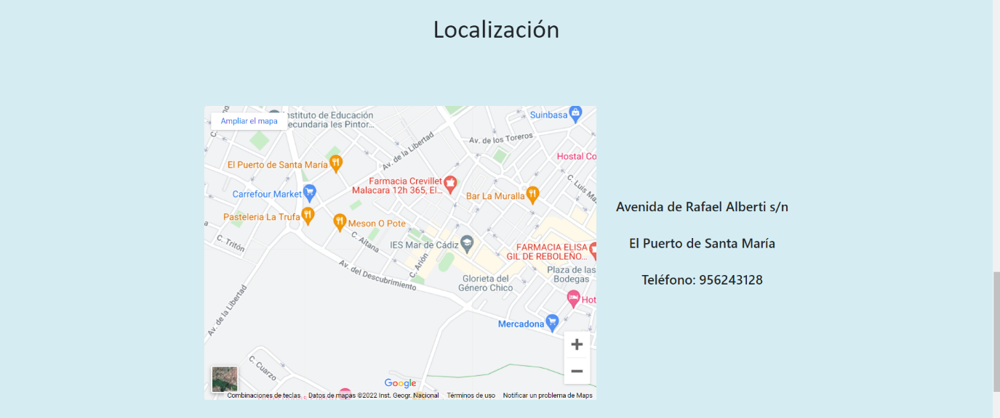 Localización
Ampliar el mapa
nstituto de Educación
ecundaria Ies Pintor...
Suinbasa
Av. de los Toreros
Av. de la Libertad
Hostal Co
El Puerto de Santa María
Farmacia Crevillet
Malacara 12h 365, El...
C. Luis Maz
Carrefour Market
Bar La Muralla
Pasteleria La Trufa
Meson O Pote
C. Tritón
C. Aitana
IES Mar de Cádiz
FARMACIA ELISA
GIL DE REBOLEÑO...
C. Arión
Av. del Descubrimiento
Glorieta del
Género Chico
Plaza de las
Bodegas
Hot
Av. de la Libertad
Mercadona
C. Cuarzo
Google
Combinaciones de teclas
Datos de mapas ©2022 Inst. Geogr. Nacional
Términos de uso
Notificar un problema de Maps
Avenida de Rafael Alberti s/n
El Puerto de Santa María
Teléfono: 956243128